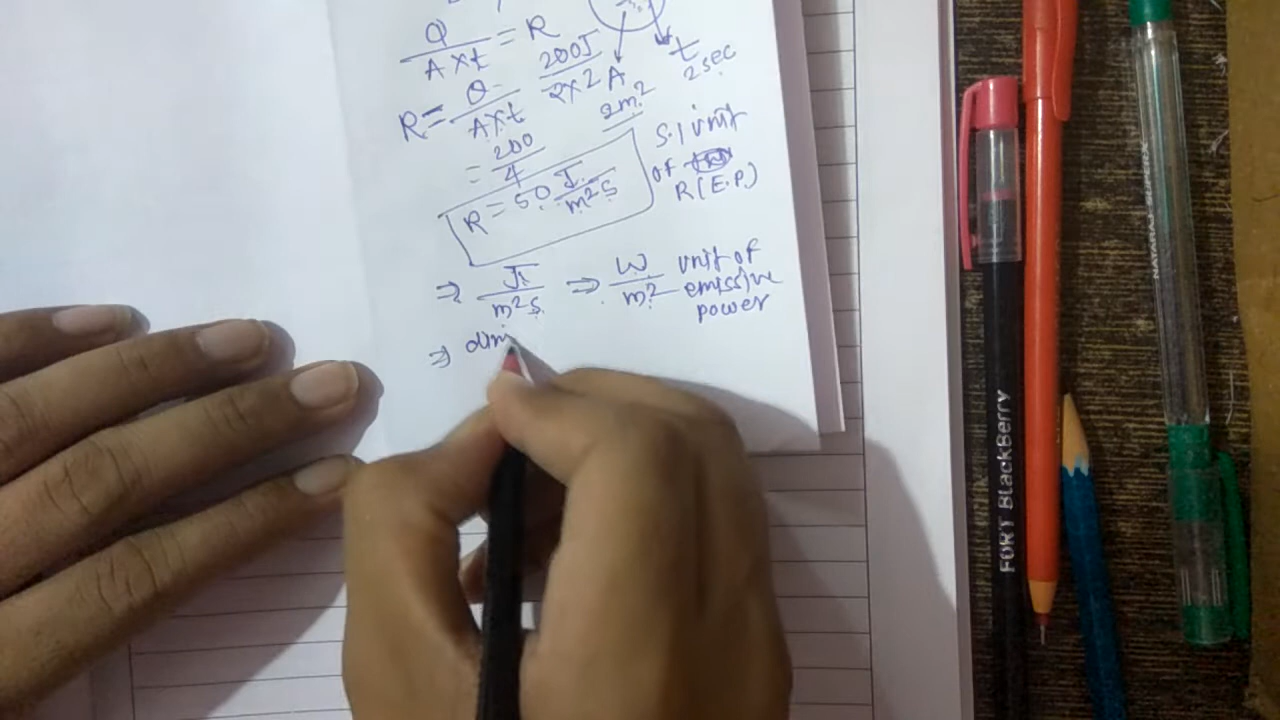 Q / A×t = R
200J / 2×2
A
2m²
t
2sec
R = Q / A×t
= 200 / 4
R = 50 J / m²s
S.I unit
of
R(E.P.)
⇒ J / m²s ⇒ W / m² unit of
emissive
power
⇒ dim
FORT BLACKBERRY